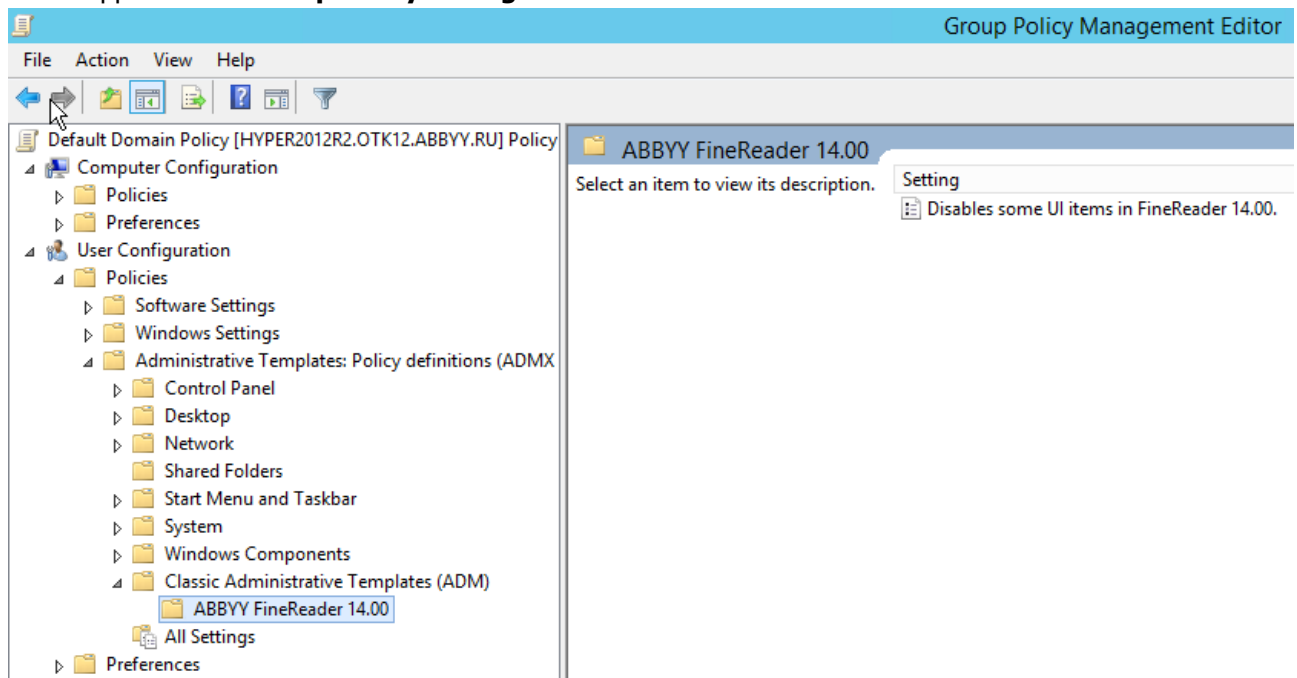 Group Policy Management Editor
File Action View Help
Default Domain Policy [HYPER2012R2.OTK12.ABBYY.RU] Policy
Computer Configuration
Policies
Preferences
User Configuration
Policies
Software Settings
Windows Settings
Administrative Templates: Policy definitions (ADMX
Control Panel
Desktop
Network
Shared Folders
Start Menu and Taskbar
System
Windows Components
Classic Administrative Templates (ADM)
ABBYY FineReader 14.00
All Settings
Preferences
ABBYY FineReader 14.00
Select an item to view its description.
Setting
Disables some UI items in FineReader 14.00.